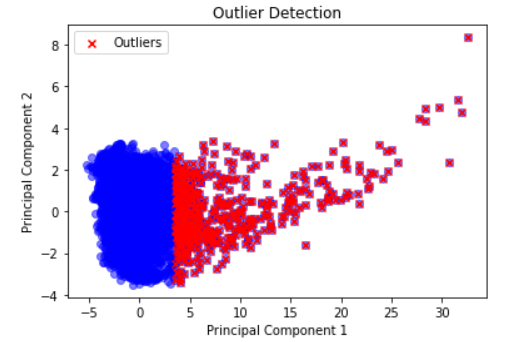 Outlier Detection
Outliers
8
6
4
2
0
−2
−4
Principal Component 2
−5 0 5 10 15 20 25 30
Principal Component 1